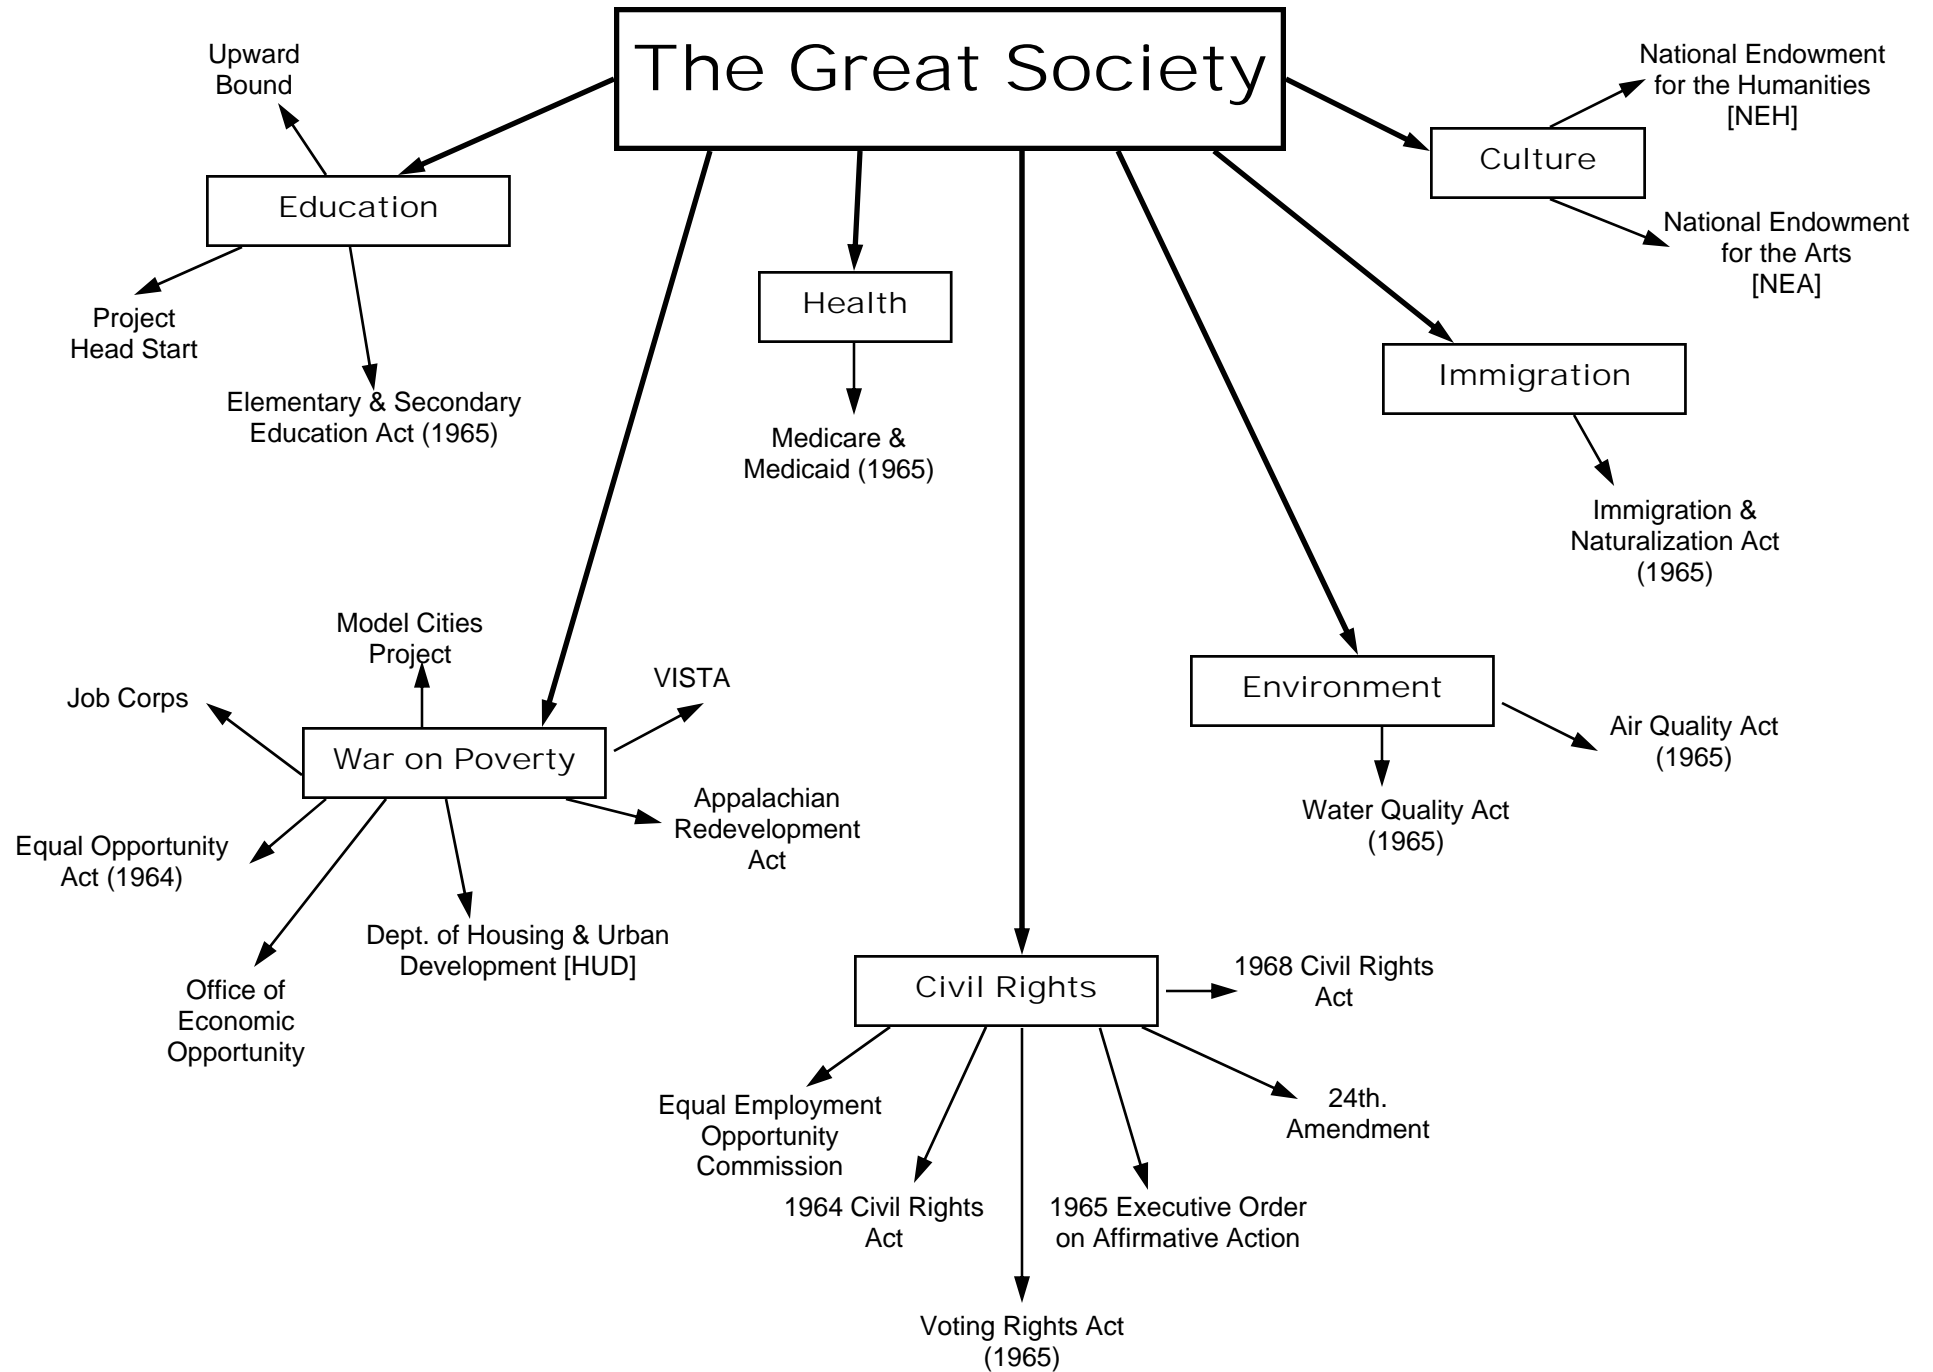 The Great Society
Upward
Bound
Education
Project
Head Start
Elementary & Secondary
Education Act (1965)
Health
Medicare &
Medicaid (1965)
National Endowment
for the Humanities
[NEH]
Culture
National Endowment
for the Arts
[NEA]
Immigration
Immigration &
Naturalization Act
(1965)
Model Cities
Project
Job Corps
VISTA
War on Poverty
Equal Opportunity
Act (1964)
Appalachian
Redevelopment
Act
Office of
Economic
Opportunity
Dept. of Housing & Urban
Development [HUD]
Environment
Air Quality Act
(1965)
Water Quality Act
(1965)
Civil Rights
1968 Civil Rights
Act
Equal Employment
Opportunity
Commission
24th.
Amendment
1964 Civil Rights
Act
1965 Executive Order
on Affirmative Action
Voting Rights Act
(1965)